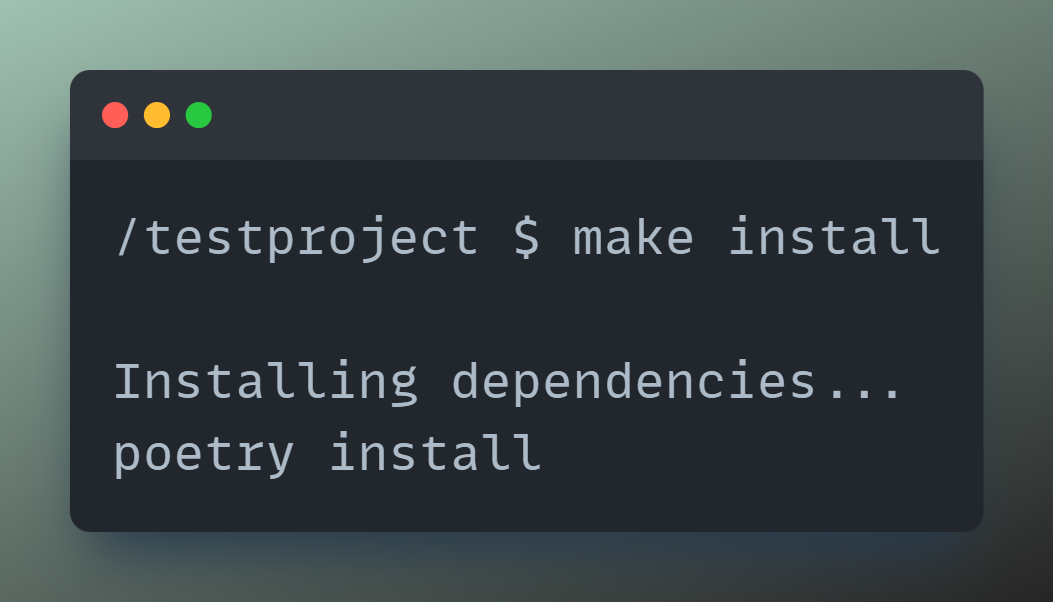 /testproject $ make install
Installing dependencies...
poetry install